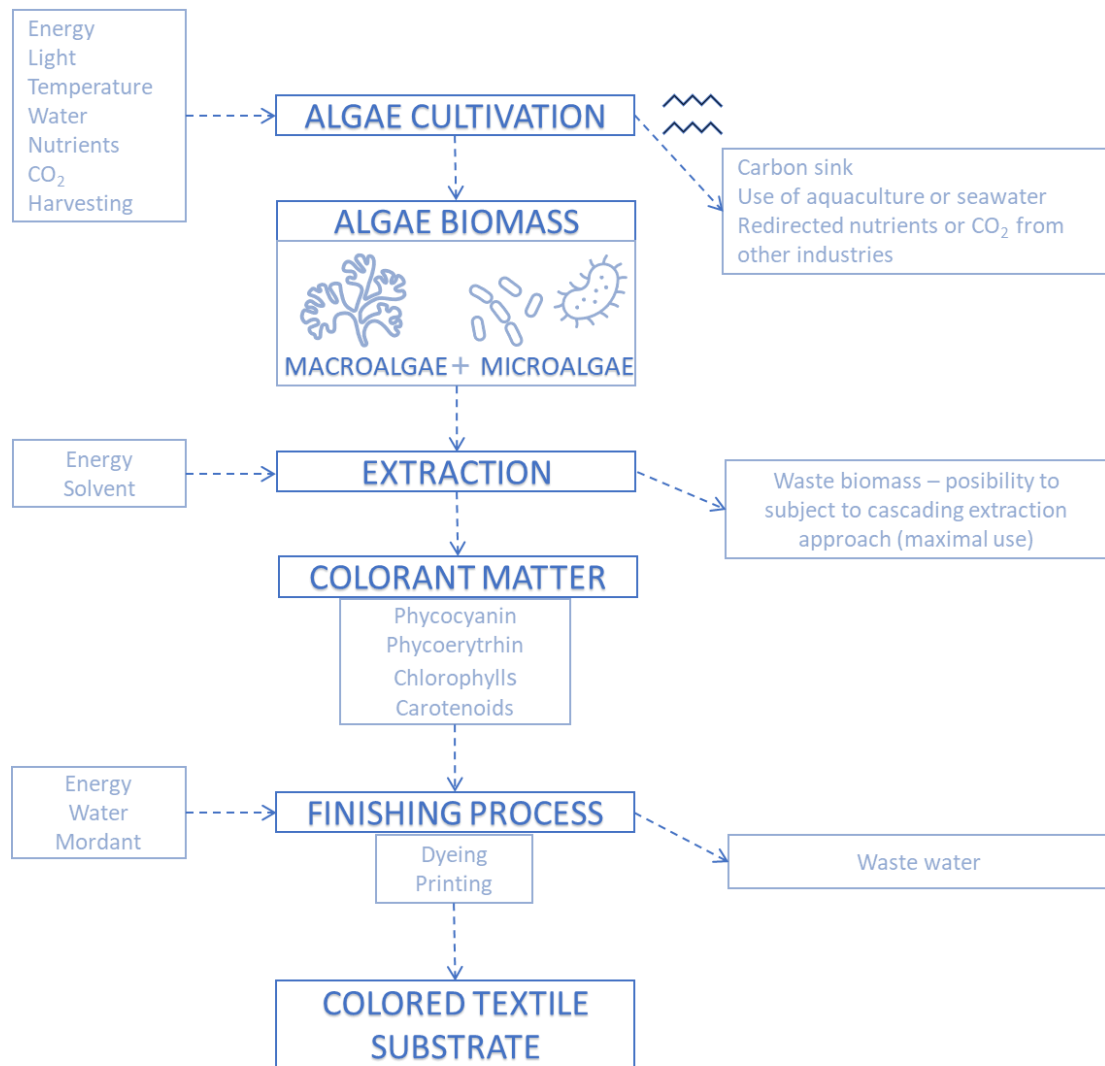 Energy
Light
Temperature
Water
Nutrients
CO₂
Harvesting
ALGAE CULTIVATION
Carbon sink
Use of aquaculture or seawater
Redirected nutrients or CO₂ from
other industries
ALGAE BIOMASS
MACROALGAE + MICROALGAE
Energy
Solvent
EXTRACTION
Waste biomass – posibility to
subject to cascading extraction
approach (maximal use)
COLORANT MATTER
Phycocyanin
Phycoerytrhin
Chlorophylls
Carotenoids
Energy
Water
Mordant
FINISHING PROCESS
Dyeing
Printing
Waste water
COLORED TEXTILE
SUBSTRATE